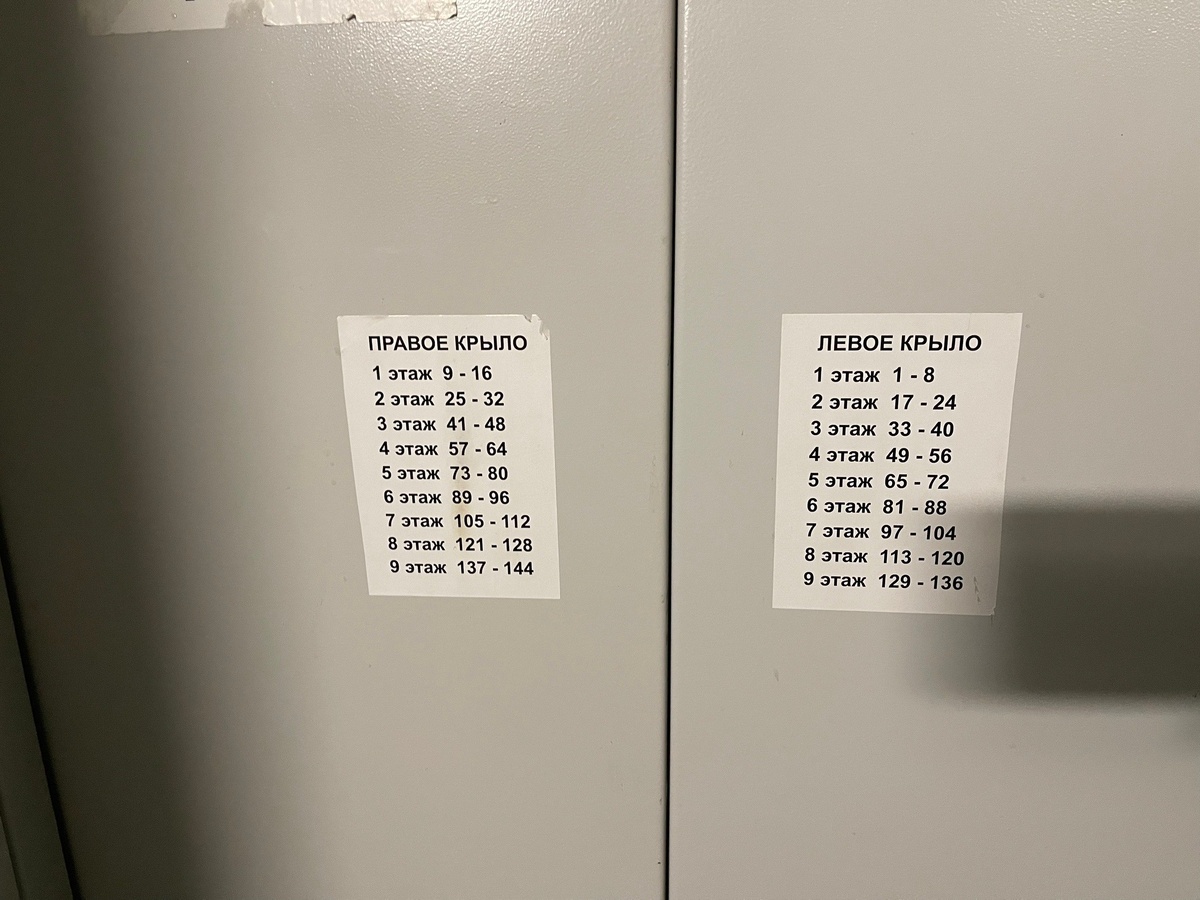 ПРАВОЕ КРЫЛО
1 этаж 9 - 16
2 этаж 25 - 32
3 этаж 41 - 48
4 этаж 57 - 64
5 этаж 73 - 80
6 этаж 89 - 96
7 этаж 105 - 112
8 этаж 121 - 128
9 этаж 137 - 144
ЛЕВОЕ КРЫЛО
1 этаж 1 - 8
2 этаж 17 - 24
3 этаж 33 - 40
4 этаж 49 - 56
5 этаж 65 - 72
6 этаж 81 - 88
7 этаж 97 - 104
8 этаж 113 - 120
9 этаж 129 - 136